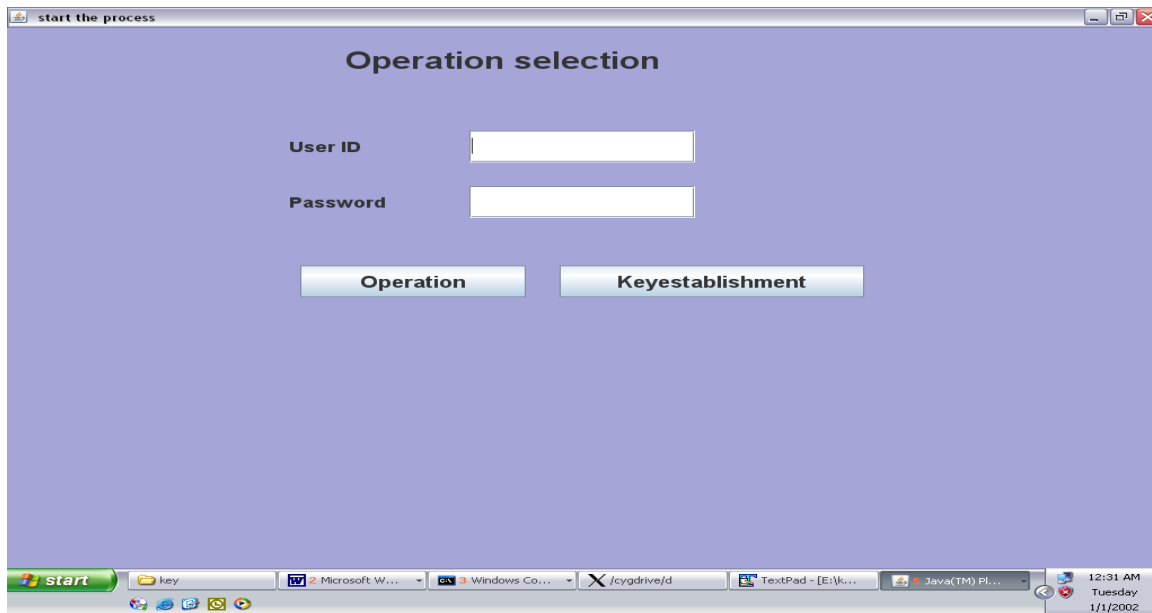 start the process
Operation selection
User ID
Password
Operation Keyestablishment
start key 2 Microsoft W... 3 Windows Co... /cygdrive/d TextPad - [E:\k... 5 Java(TM) Pl... 12:31 AM
Tuesday
1/1/2002